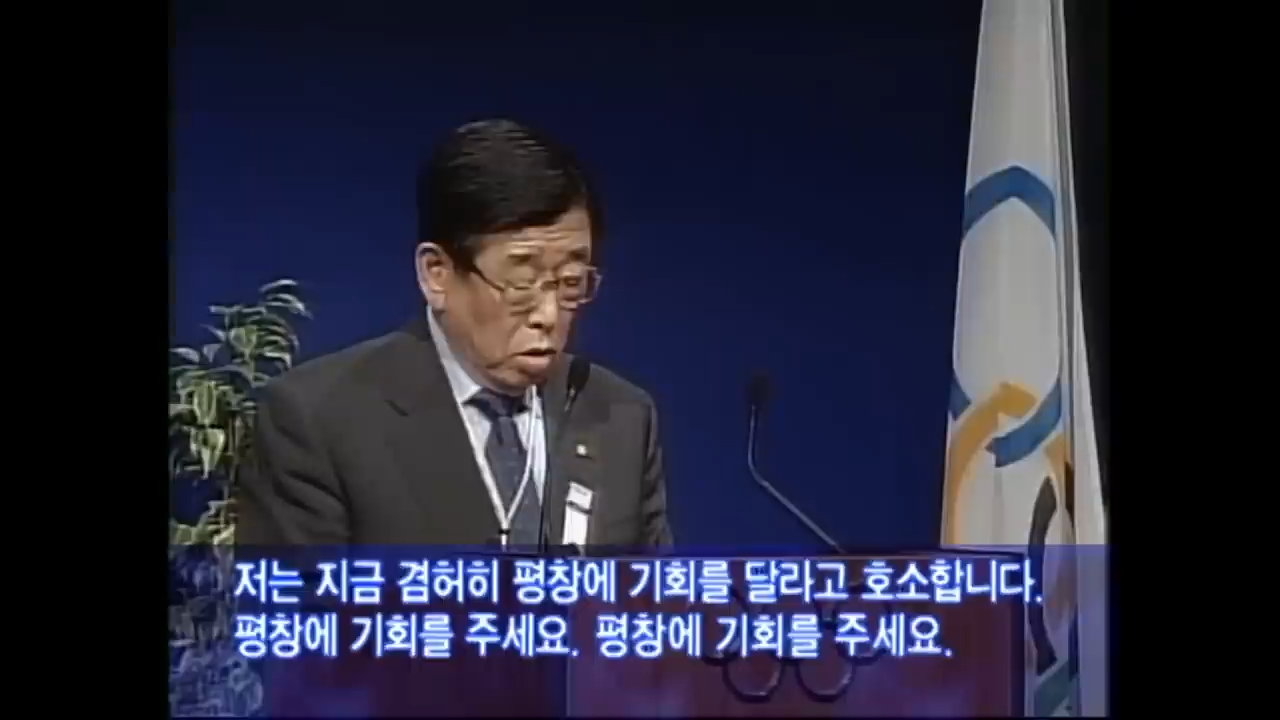 저는 지금 겸허히 평창에 기회를 달라고 호소합니다.
평창에 기회를 주세요. 평창에 기회를 주세요.